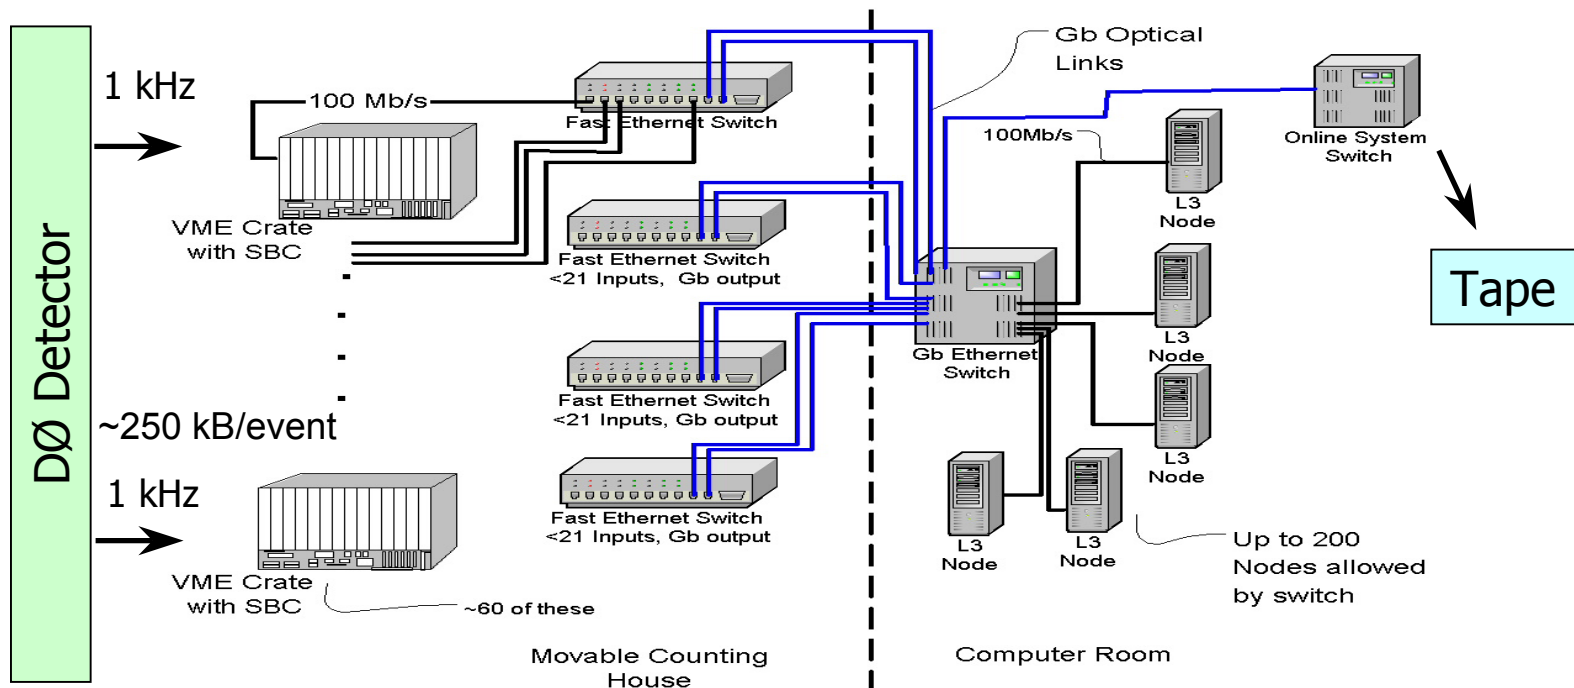 DØ Detector
1 kHz
100 Mb/s
VME Crate
with SBC
~250 kB/event
1 kHz
VME Crate
with SBC
~60 of these
Fast Ethernet Switch
Fast Ethernet Switch
<21 Inputs, Gb output
Fast Ethernet Switch
<21 Inputs, Gb output
Fast Ethernet Switch
<21 Inputs, Gb output
Movable Counting
House
Gb Optical
Links
100Mb/s
Online System
Switch
L3
Node
Gb Ethernet
Switch
L3
Node
L3
Node
L3
Node
L3
Node
Up to 200
Nodes allowed
by switch
Computer Room
Tape